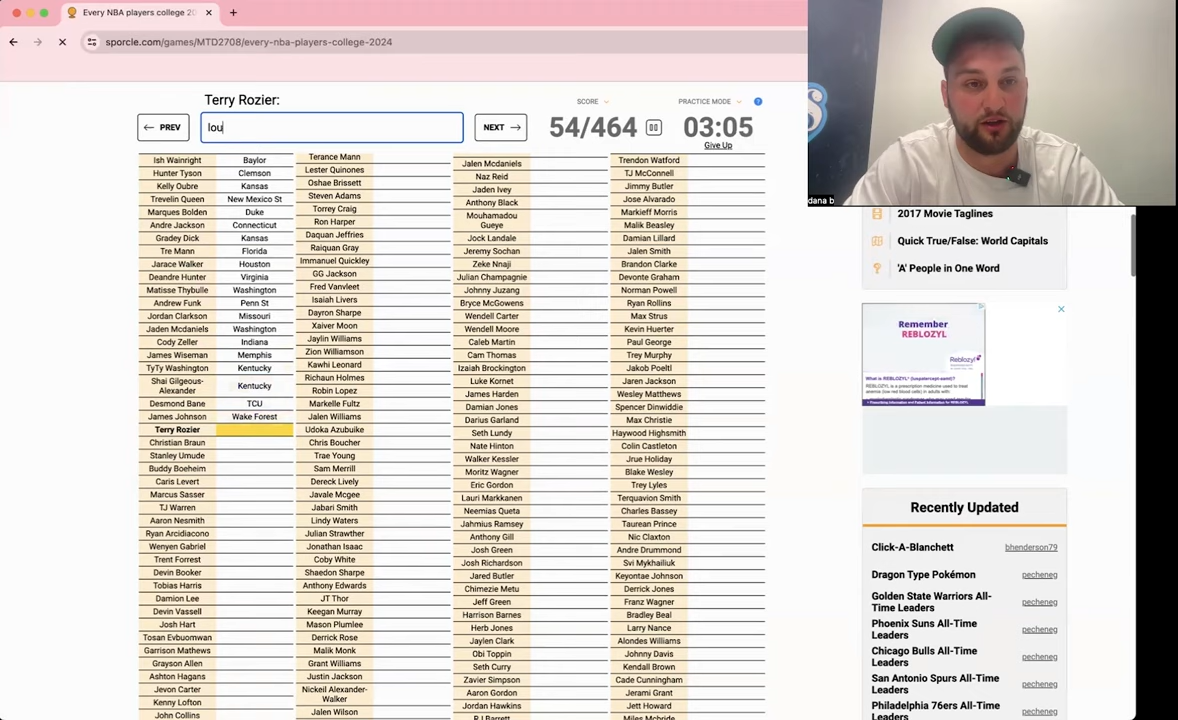 Every NBA players college 20
sporcle.com/games/MTD2708/every-nba-players-college-2024
Terry Rozier:
PREV
lou
NEXT
SCORE
54/464
PRACTICE MODE
?
03:05
Give Up
Ish Wainright Baylor
Hunter Tyson Clemson
Kelly Oubre Kansas
Trevelin Queen New Mexico St
Marques Bolden Duke
Andre Jackson Connecticut
Gradey Dick Kansas
Tre Mann Florida
Jarace Walker Houston
Deandre Hunter Virginia
Matisse Thybulle Washington
Andrew Funk Penn St
Jordan Clarkson Missouri
Jaden Mcdaniels Washington
Cody Zeller Indiana
James Wiseman Memphis
TyTy Washington Kentucky
Shai Gilgeous-
Alexander Kentucky
Desmond Bane TCU
James Johnson Wake Forest
Terry Rozier
Christian Braun
Stanley Umude
Buddy Boeheim
Caris Levert
Marcus Sasser
TJ Warren
Aaron Nesmith
Ryan Arcidiacono
Wenyen Gabriel
Trent Forrest
Devin Booker
Tobias Harris
Damion Lee
Devin Vassell
Josh Hart
Tosan Evbuomwan
Garrison Mathews
Grayson Allen
Ashton Hagans
Jevon Carter
Kenny Lofton
John Collins
Terance Mann
Lester Quinones
Oshae Brissett
Steven Adams
Torrey Craig
Ron Harper
Daquan Jeffries
Raiquan Gray
Immanuel Quickley
GG Jackson
Fred Vanvleet
Isaiah Livers
Dayron Sharpe
Xaiver Moon
Jaylin Williams
Zion Williamson
Kawhi Leonard
Richaun Holmes
Robin Lopez
Markelle Fultz
Jalen Williams
Udoka Azubuike
Chris Boucher
Trae Young
Sam Merrill
Dereck Lively
Javale Mcgee
Jabari Smith
Lindy Waters
Julian Strawther
Jonathan Isaac
Coby White
Shaedon Sharpe
Anthony Edwards
JT Thor
Keegan Murray
Mason Plumlee
Derrick Rose
Malik Monk
Grant Williams
Justin Jackson
Nickeil Alexander-
Walker
Jalen Wilson
Jalen Mcdaniels
Naz Reid
Jaden Ivey
Anthony Black
Mouhamadou
Gueye
Jock Landale
Jeremy Sochan
Zeke Nnaji
Julian Champagnie
Johnny Juzang
Bryce McGowens
Wendell Carter
Wendell Moore
Caleb Martin
Cam Thomas
Izaiah Brockington
Luke Kornet
James Harden
Damian Jones
Darius Garland
Seth Lundy
Nate Hinton
Walker Kessler
Moritz Wagner
Eric Gordon
Lauri Markkanen
Neemias Queta
Jahmius Ramsey
Anthony Gill
Josh Green
Josh Richardson
Jared Butler
Chimezie Metu
Jeff Green
Harrison Barnes
Herb Jones
Jaylen Clark
Obi Toppin
Seth Curry
Zavier Simpson
Aaron Gordon
Jordan Hawkins
RJ Barrett
Trendon Watford
TJ McConnell
Jimmy Butler
Jose Alvarado
Markieff Morris
Malik Beasley
Damian Lillard
Jalen Smith
Brandon Clarke
Devonte Graham
Norman Powell
Ryan Rollins
Max Strus
Kevin Huerter
Paul George
Trey Murphy
Jakob Poeltl
Jaren Jackson
Wesley Matthews
Spencer Dinwiddie
Max Christie
Haywood Highsmith
Colin Castleton
Jrue Holiday
Blake Wesley
Trey Lyles
Terquavion Smith
Charles Bassey
Taurean Prince
Nic Claxton
Andre Drummond
Svi Mykhailiuk
Keyontae Johnson
Derrick Jones
Franz Wagner
Bradley Beal
Larry Nance
Alondes Williams
Johnny Davis
Kendall Brown
Cade Cunningham
Jerami Grant
Jett Howard
Miles Mcbride
dana b
2017 Movie Taglines
Quick True/False: World Capitals
'A' People in One Word
Remember
REBLOZYL
Reblozyl
What is REBLOZYL® (luspatercept-aamt)?
Recently Updated
Click-A-Blanchett bhenderson79
Dragon Type Pokémon pecheneg
Golden State Warriors All-
Time Leaders pecheneg
Phoenix Suns All-Time
Leaders pecheneg
Chicago Bulls All-Time
Leaders pecheneg
San Antonio Spurs All-Time
Leaders pecheneg
Philadelphia 76ers All-Time
Leaders pecheneg